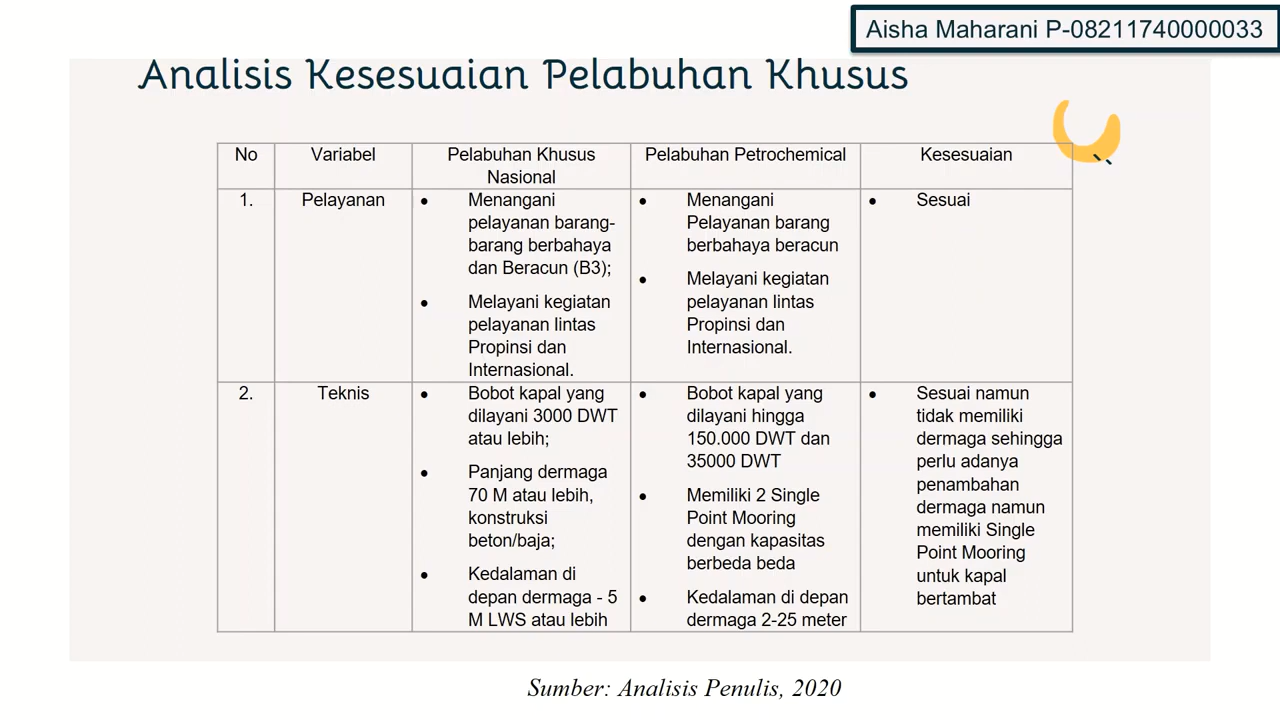 Aisha Maharani P-08211740000033
Analisis Kesesuaian Pelabuhan Khusus
No
Variabel
Pelabuhan Khusus
Nasional
Pelabuhan Petrochemical
Kesesuaian
1.
Pelayanan
• Menangani
pelayanan barang-
barang berbahaya
dan Beracun (B3);
• Melayani kegiatan
pelayanan lintas
Propinsi dan
Internasional.
• Menangani
Pelayanan barang
berbahaya beracun
• Melayani kegiatan
pelayanan lintas
Propinsi dan
Internasional.
• Sesuai
2.
Teknis
• Bobot kapal yang
dilayani 3000 DWT
atau lebih;
• Panjang dermaga
70 M atau lebih,
konstruksi
beton/baja;
• Kedalaman di
depan dermaga - 5
M LWS atau lebih
• Bobot kapal yang
dilayani hingga
150.000 DWT dan
35000 DWT
• Memiliki 2 Single
Point Mooring
dengan kapasitas
berbeda beda
• Kedalaman di depan
dermaga 2-25 meter
• Sesuai namun
tidak memiliki
dermaga sehingga
perlu adanya
penambahan
dermaga namun
memiliki Single
Point Mooring
untuk kapal
bertambat
Sumber: Analisis Penulis, 2020